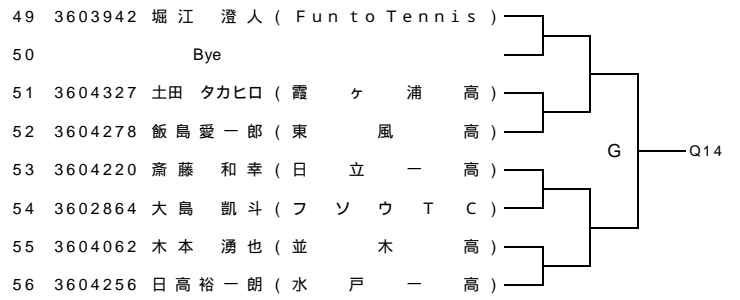 49 3603942 堀江 澄人 ( Fun to Tennis )
50 Bye
51 3604327 土田 タカヒロ ( 霞ヶ浦高 )
52 3604278 飯島愛一郎 ( 東風高 )
53 3604220 斎藤 和幸 ( 日立一高 )
54 3602864 大島 凱斗 ( フソウTC )
55 3604062 木本 湧也 ( 並木高 )
56 3604256 日高裕一朗 ( 水戸一高 )
G
Q14